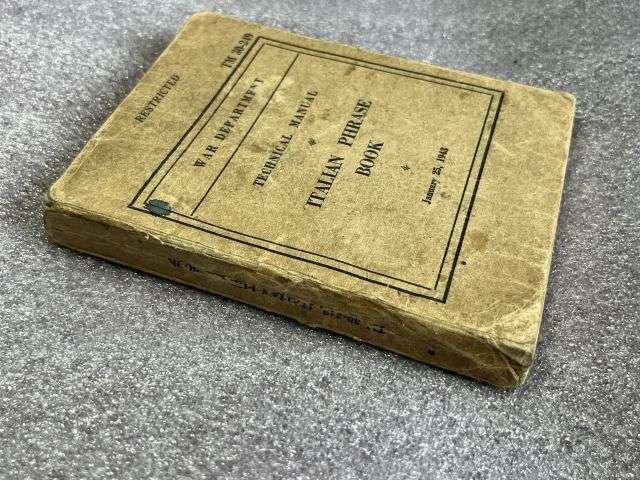 RESTRICTED
TM 30-310
WAR DEPARTMENT
TECHNICAL MANUAL
ITALIAN PHRASE
BOOK
January 25, 1943